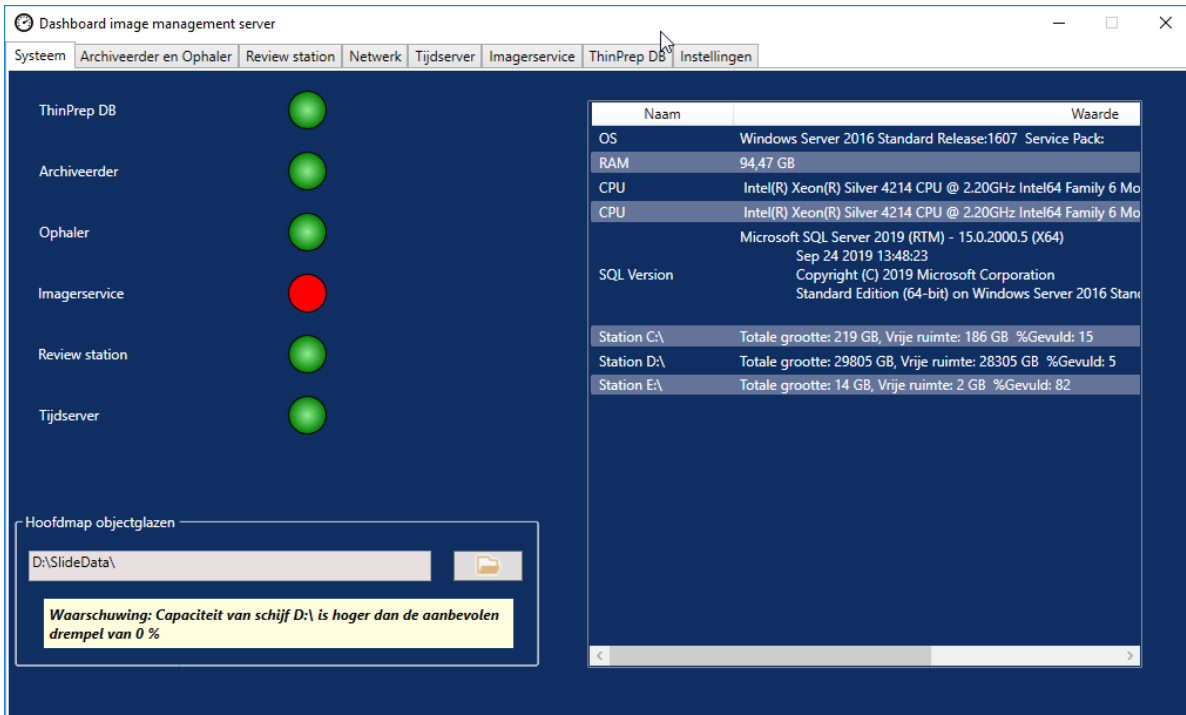 Dashboard image management server
Systeem Archiveerder en Ophaler Review station Netwerk Tijdserver Imagerservice ThinPrep DB Instellingen
ThinPrep DB
Archiveerder
Ophaler
Imagerservice
Review station
Tijdserver
Hoofdmap objectglazen
D:\SlideData\
Waarschuwing: Capaciteit van schijf D:\ is hoger dan de aanbevolen
drempel van 0 %
Naam Waarde
OS Windows Server 2016 Standard Release:1607 Service Pack:
RAM 94,47 GB
CPU Intel(R) Xeon(R) Silver 4214 CPU @ 2.20GHz Intel64 Family 6 Mo
CPU Intel(R) Xeon(R) Silver 4214 CPU @ 2.20GHz Intel64 Family 6 Mo
Microsoft SQL Server 2019 (RTM) - 15.0.2000.5 (X64)
Sep 24 2019 13:48:23
SQL Version Copyright (C) 2019 Microsoft Corporation
Standard Edition (64-bit) on Windows Server 2016 Stan
Station C:\ Totale grootte: 219 GB, Vrije ruimte: 186 GB %Gevuld: 15
Station D:\ Totale grootte: 29805 GB, Vrije ruimte: 28305 GB %Gevuld: 5
Station E:\ Totale grootte: 14 GB, Vrije ruimte: 2 GB %Gevuld: 82